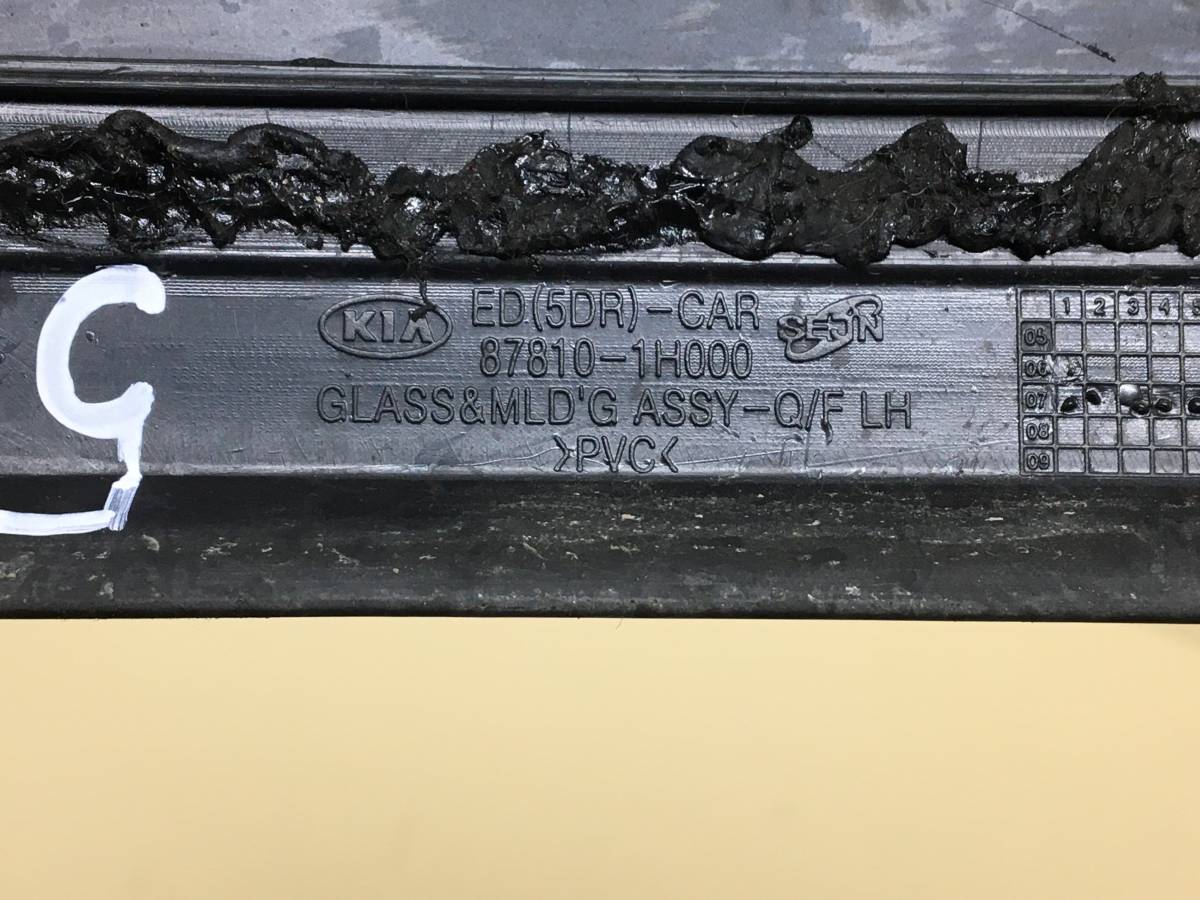 KIA
ED.(5DR)-CAR
SEJN
87810-1H000
GLASS&MLD'G ASSY-Q/F LH
>PVC<
1 2 3 4
05
06
07
08
09